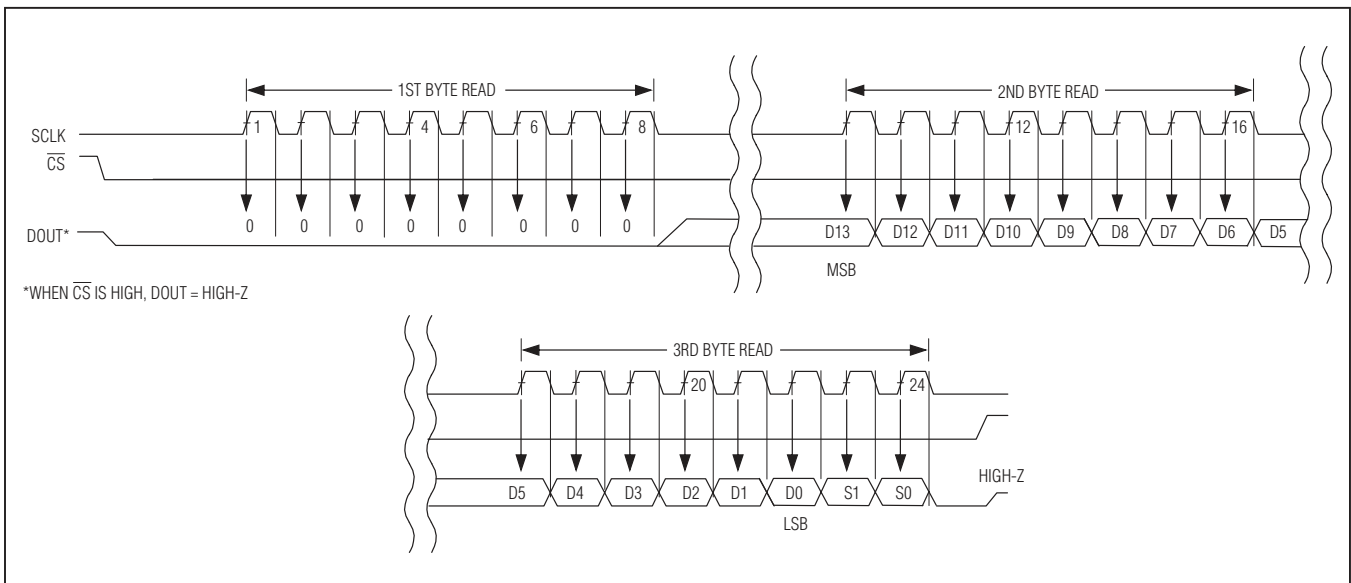 1ST BYTE READ 2ND BYTE READ
SCLK 1 4 6 8 12 16
CS
0 0 0 0 0 0 0 0
DOUT* D13 D12 D11 D10 D9 D8 D7 D6 D5
MSB
*WHEN CS IS HIGH, DOUT = HIGH-Z
3RD BYTE READ
20 24
HIGH-Z
D5 D4 D3 D2 D1 D0 S1 S0
LSB